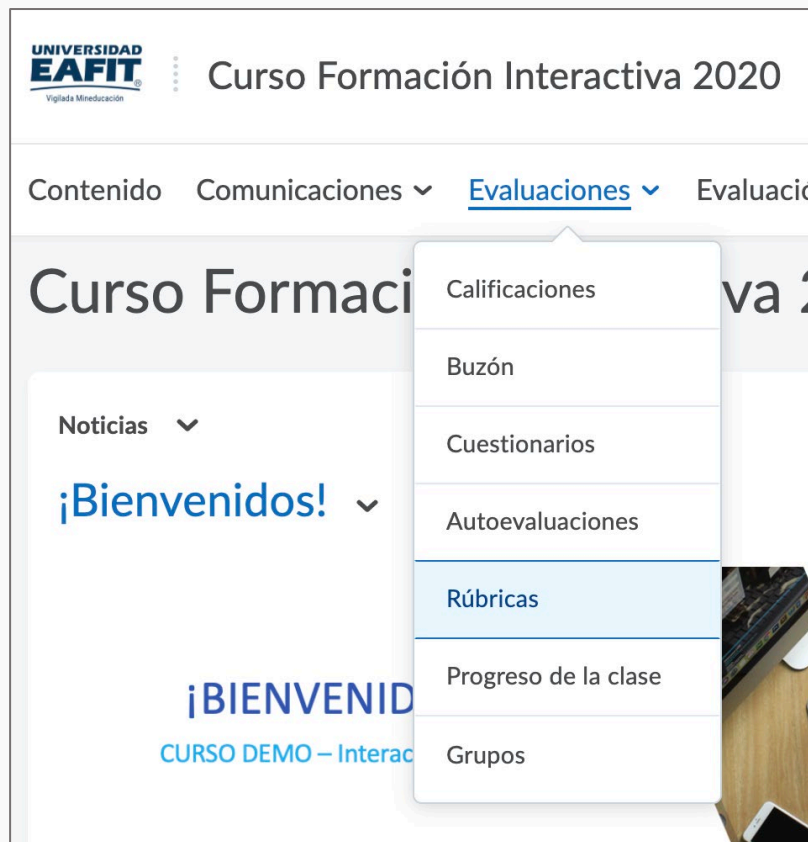 UNIVERSIDAD
EAFIT
Vigilada Mineducación
Curso Formación Interactiva 2020
Contenido Comunicaciones Evaluaciones Evaluació
Curso Formaci
va 2
Calificaciones
Buzón
Cuestionarios
Autoevaluaciones
Rúbricas
Progreso de la clase
Grupos
Noticias
¡Bienvenidos!
¡BIENVENID
CURSO DEMO – Interac